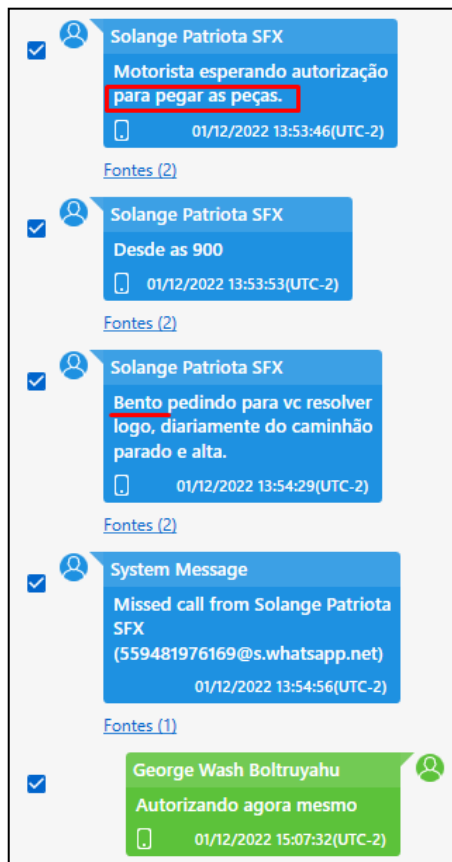 Solange Patriota SFX
Motorista esperando autorização
para pegar as peças.
01/12/2022 13:53:46(UTC-2)
Fontes (2)
Solange Patriota SFX
Desde as 900
01/12/2022 13:53:53(UTC-2)
Fontes (2)
Solange Patriota SFX
Bento pedindo para vc resolver
logo, diariamente do caminhão
parado e alta.
01/12/2022 13:54:29(UTC-2)
Fontes (2)
System Message
Missed call from Solange Patriota
SFX
(559481976169@s.whatsapp.net)
01/12/2022 13:54:56(UTC-2)
Fontes (1)
George Wash Boltruyahu
Autorizando agora mesmo
01/12/2022 15:07:32(UTC-2)